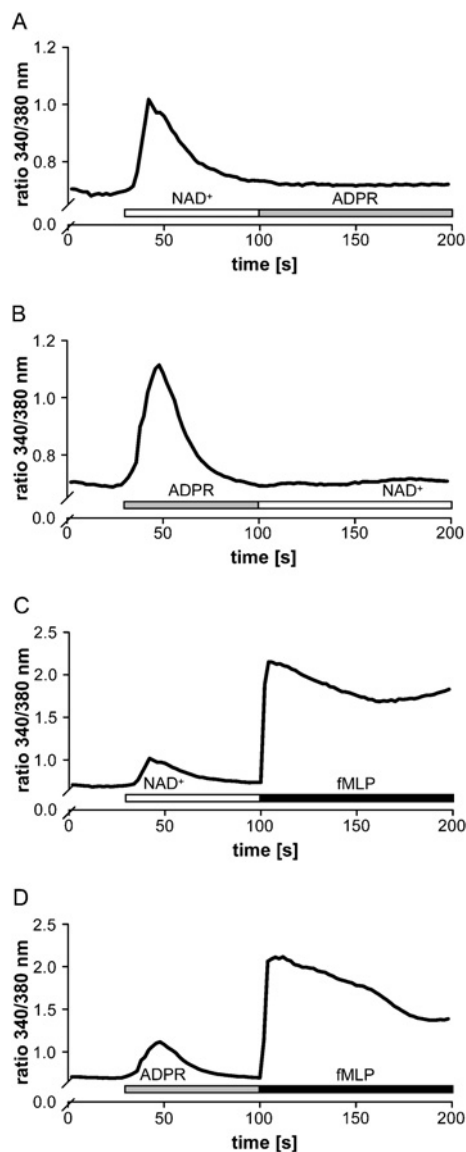 A
1.2
1.0
0.8
0.0
ratio 340/380 nm
NAD⁺ ADPR
0 50 100 150 200
time [s]
B
1.2
1.0
0.8
0.0
ratio 340/380 nm
ADPR NAD⁺
0 50 100 150 200
time [s]
C
2.5
2.0
1.5
1.0
0.0
ratio 340/380 nm
NAD⁺ fMLP
0 50 100 150 200
time [s]
D
2.5
2.0
1.5
1.0
0.0
ratio 340/380 nm
ADPR fMLP
0 50 100 150 200
time [s]